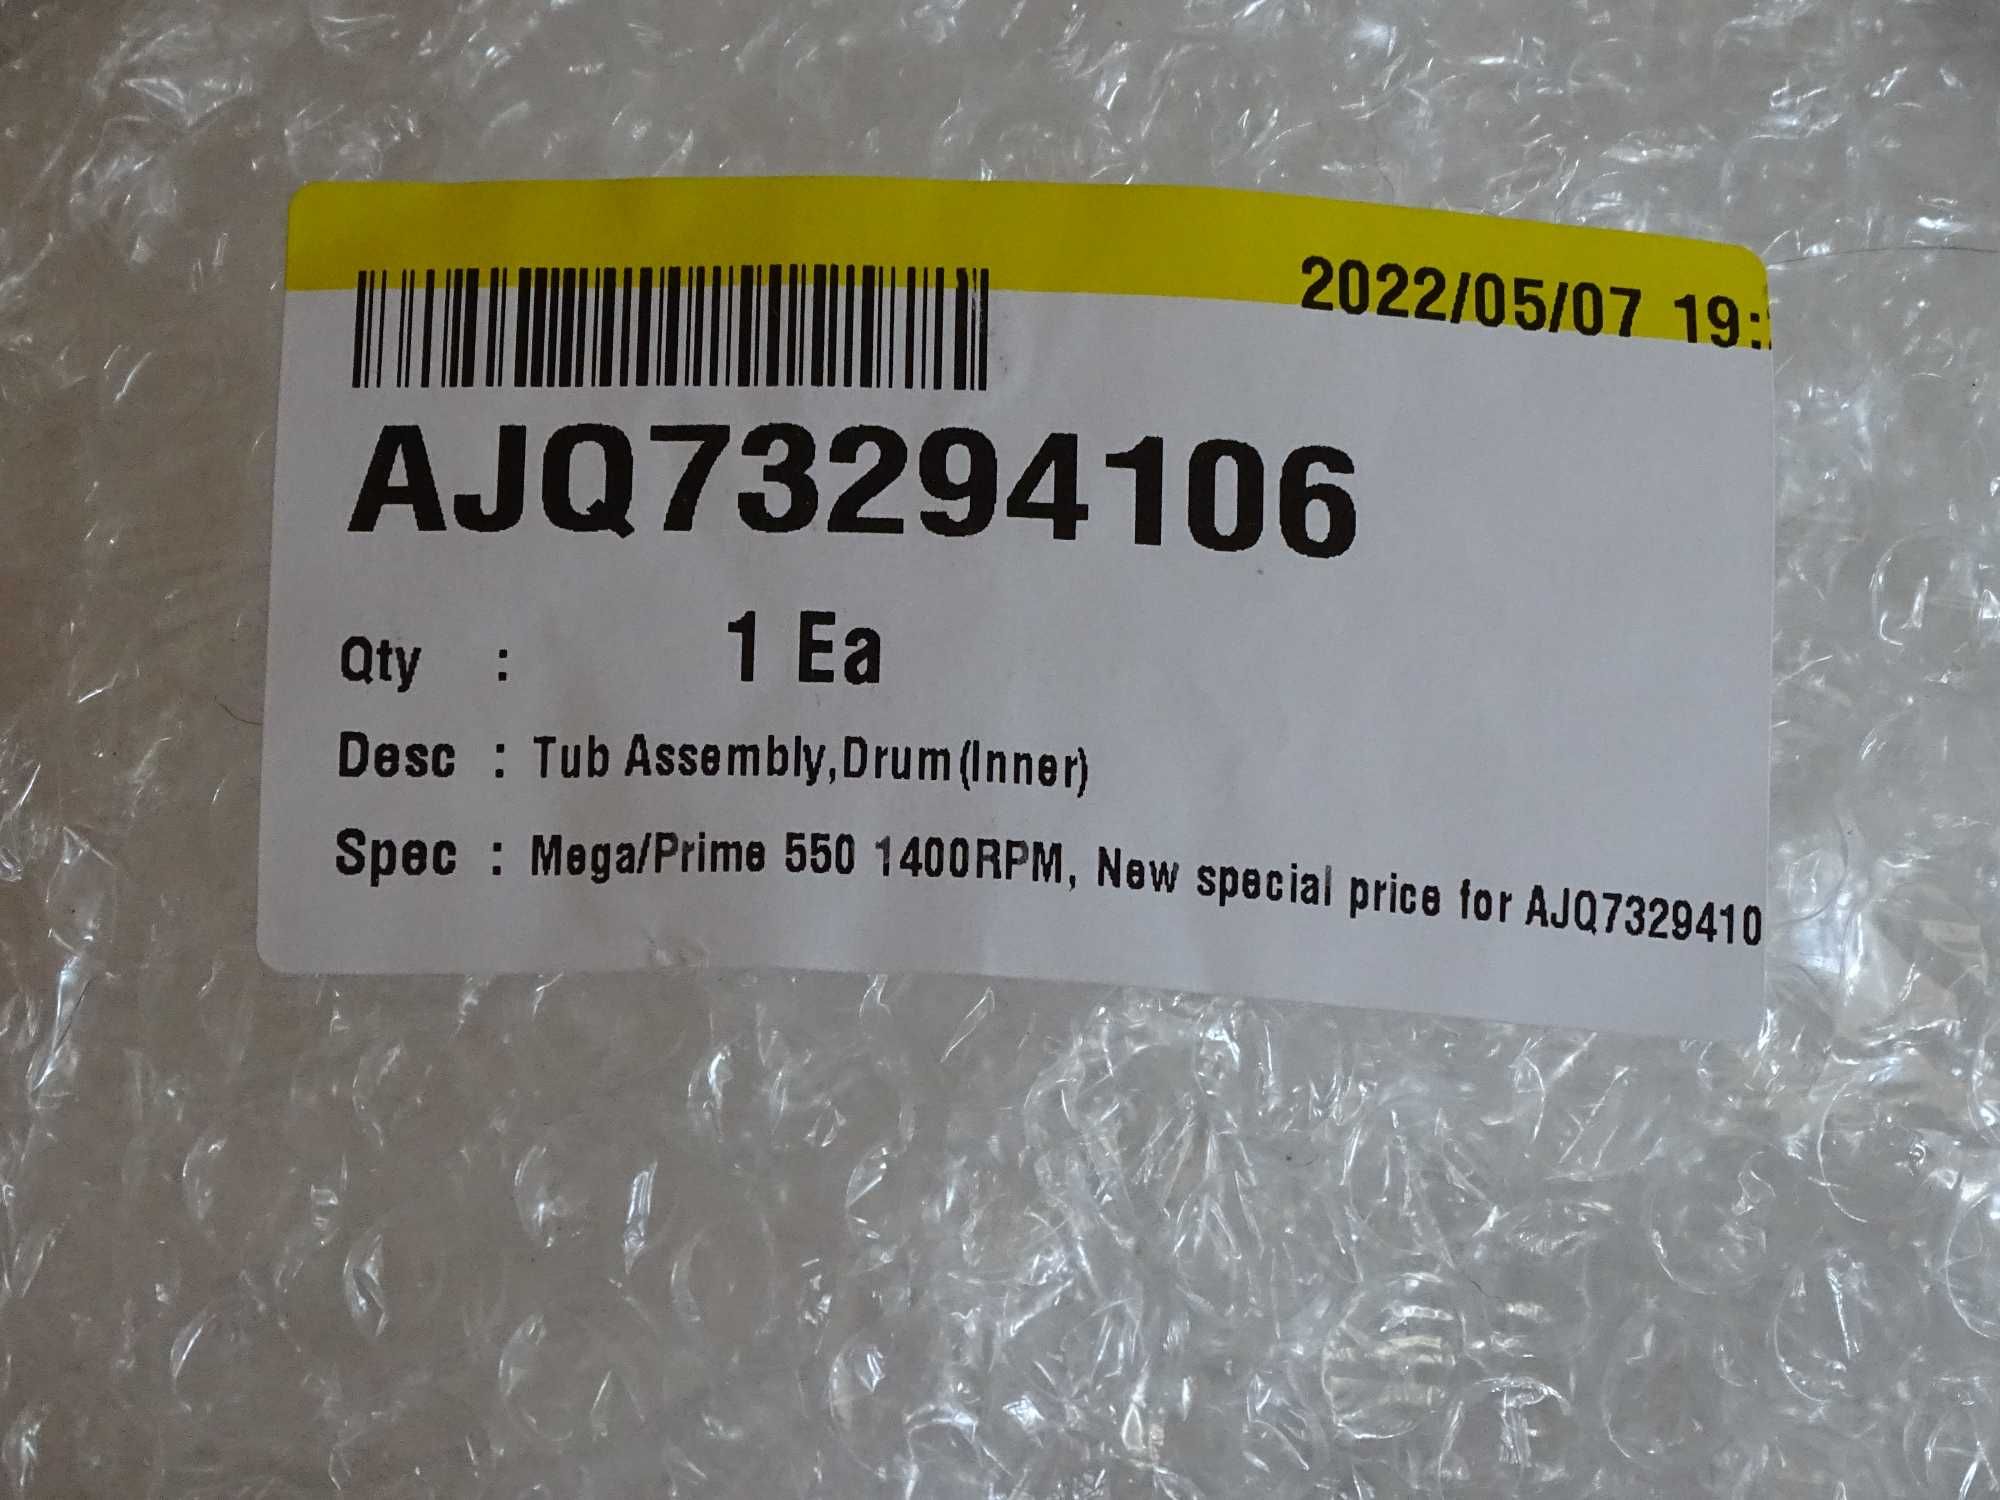 2022/05/07 19:
AJQ73294106
Qty : 1 Ea
Desc : Tub Assembly,Drum(Inner)
Spec : Mega/Prime 550 1400RPM, New special price for AJQ7329410